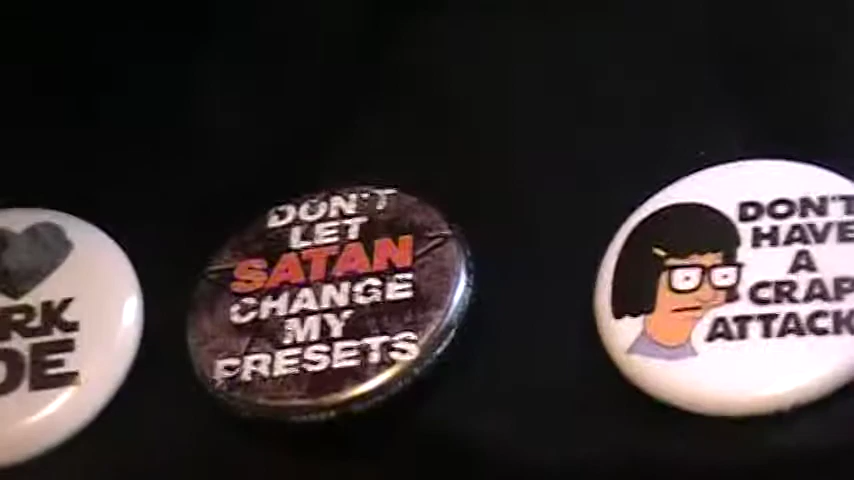 RK
DE
DON'T
LET
SATAN
CHANGE
MY
PRESETS
DON'T
HAVE
A
CRAP
ATTACK